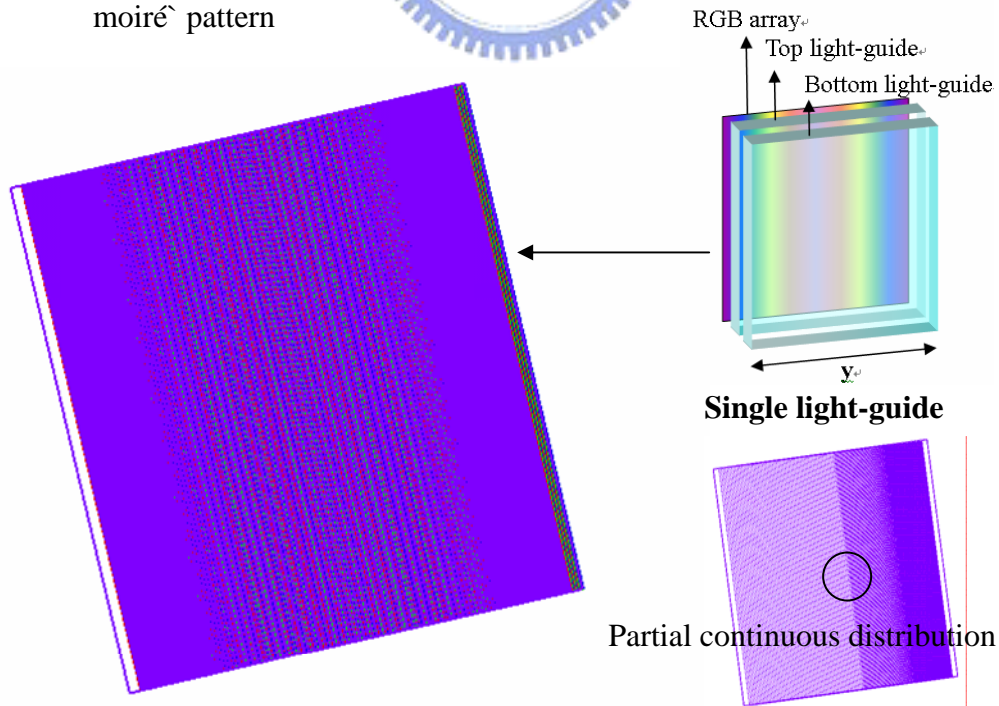 moiré` pattern
RGB array
Top light-guide
Bottom light-guide
y
Single light-guide
Partial continuous distribution